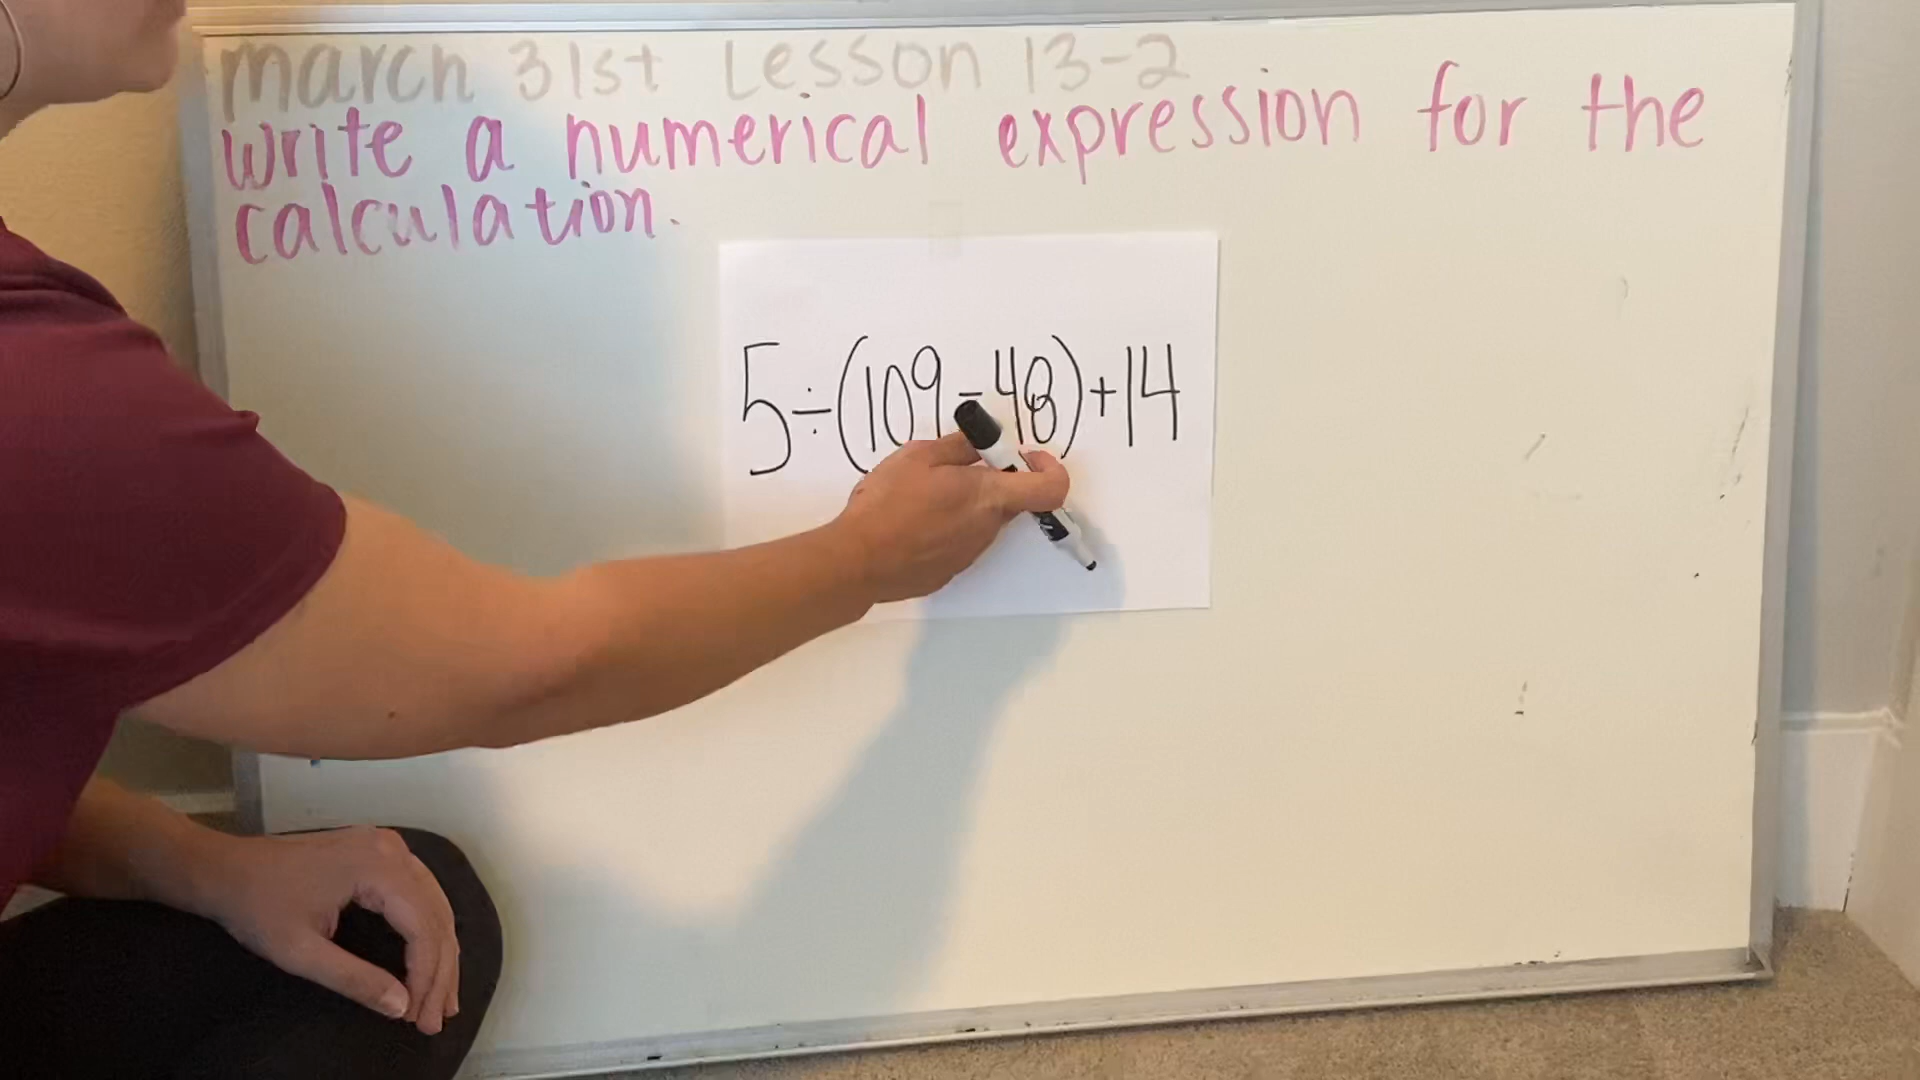 March 31st Lesson 13-2
write a numerical expression for the
calculation.
5÷(109-48)+14